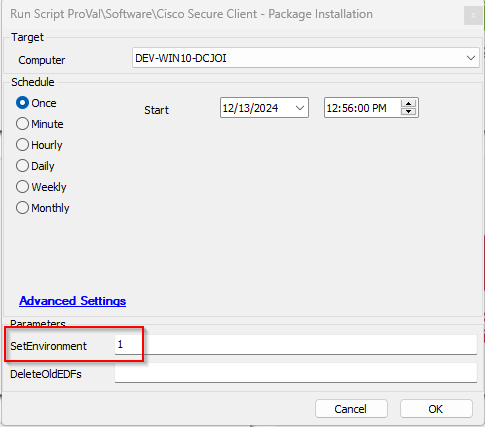 Run Script ProVal\Software\Cisco Secure Client - Package Installation x
Target
Computer DEV-WIN10-DCJOI
Schedule
Once Start 12/13/2024 12:56:00 PM
Minute
Hourly
Daily
Weekly
Monthly
Advanced Settings
Parameters
SetEnvironment 1
DeleteOldEDFs
Cancel OK